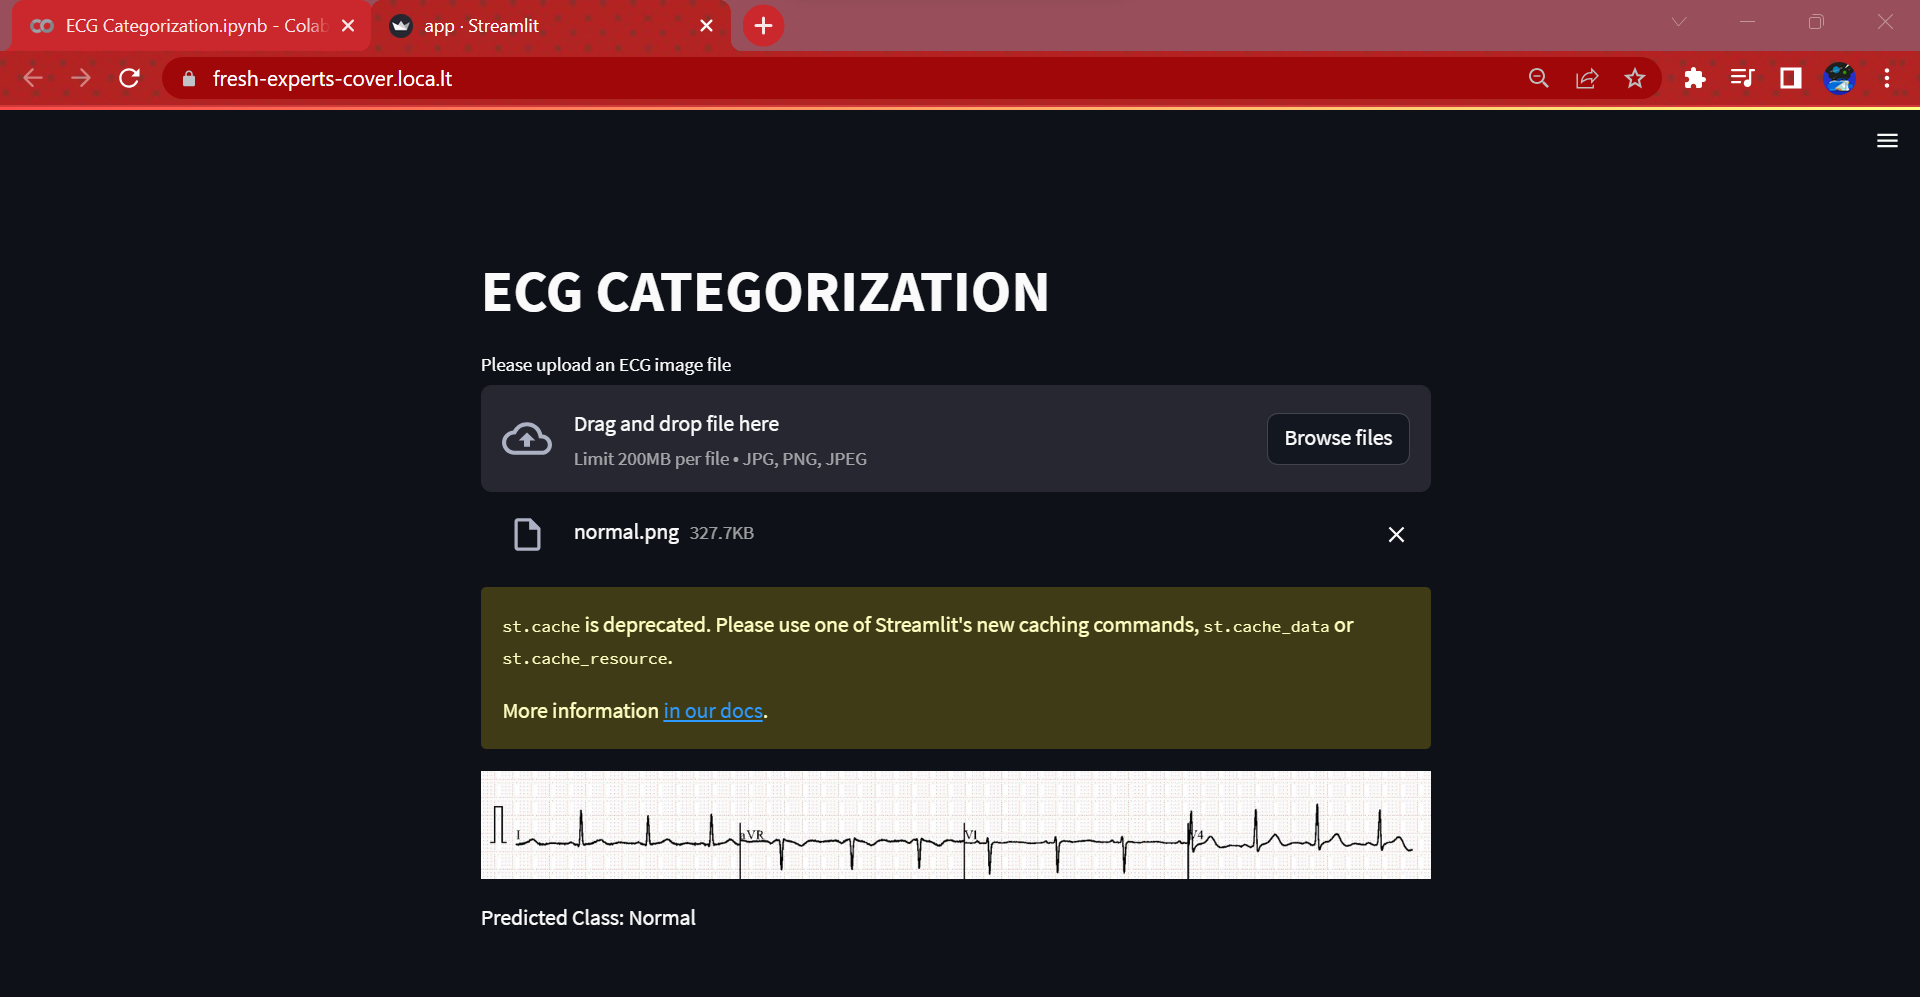 ECG Categorization.ipynb - Colab
app · Streamlit
fresh-experts-cover.loca.lt
ECG CATEGORIZATION
Please upload an ECG image file
Drag and drop file here
Limit 200MB per file • JPG, PNG, JPEG
Browse files
normal.png 327.7KB
st.cache is deprecated. Please use one of Streamlit's new caching commands, st.cache_data or
st.cache_resource.
More information in our docs.
I aVR V1 V4
Predicted Class: Normal